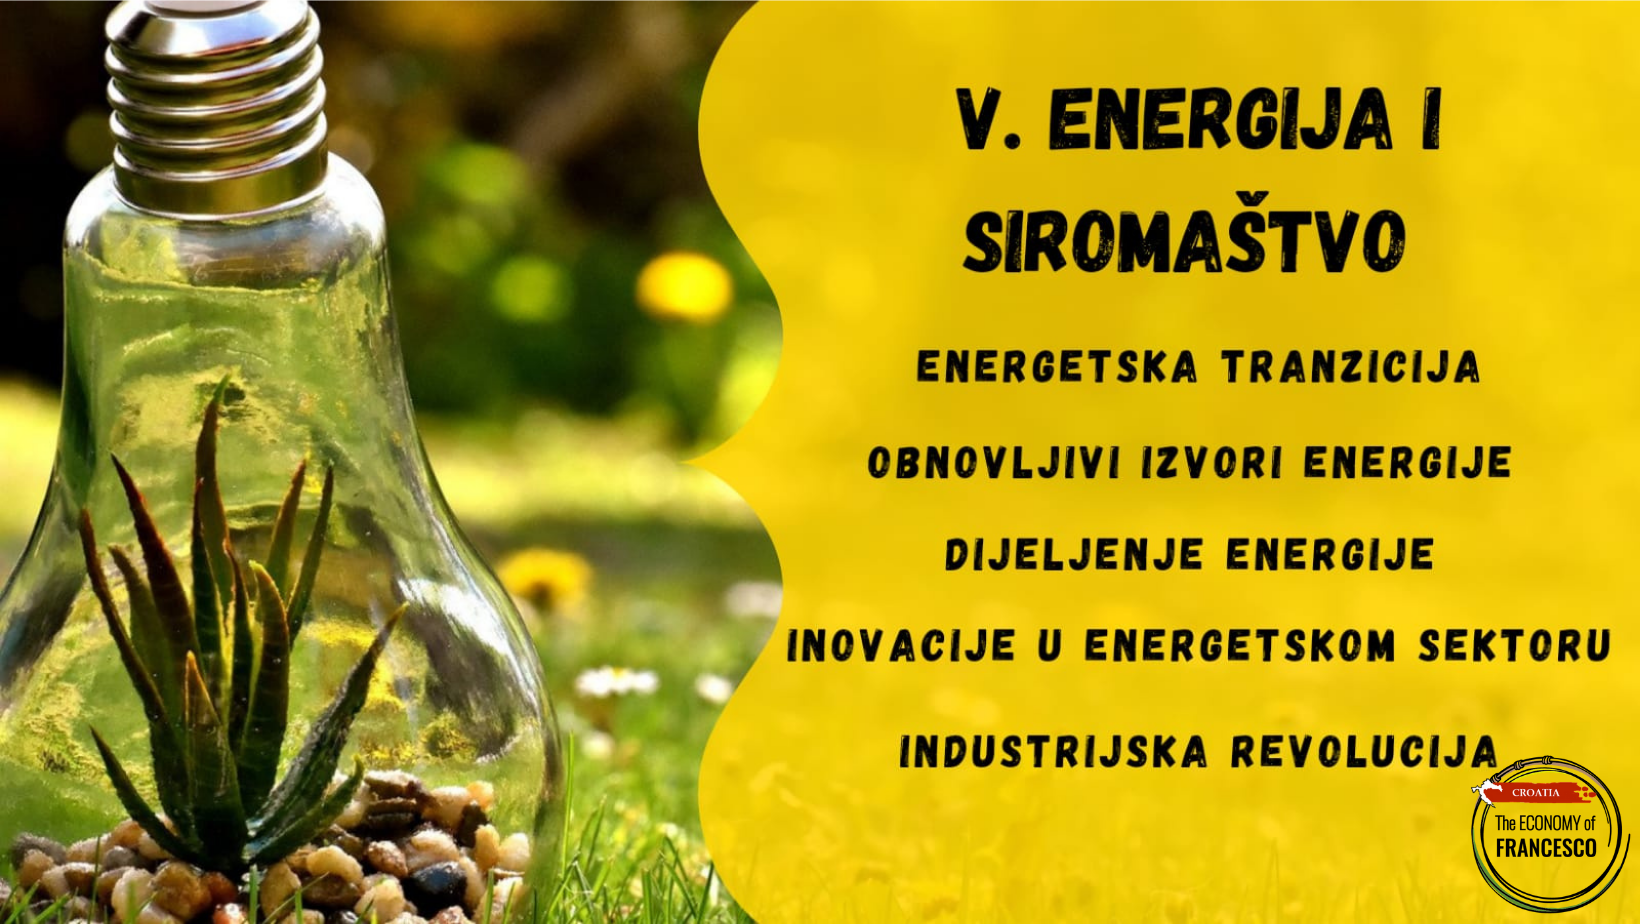 V. ENERGIJA I
SIROMAŠTVO
ENERGETSKA TRANZICIJA
OBNOVLJIVI IZVORI ENERGIJE
DIJELJENJE ENERGIJE
INOVACIJE U ENERGETSKOM SEKTORU
INDUSTRIJSKA REVOLUCIJA
CROATIA
The ECONOMY of
FRANCESCO